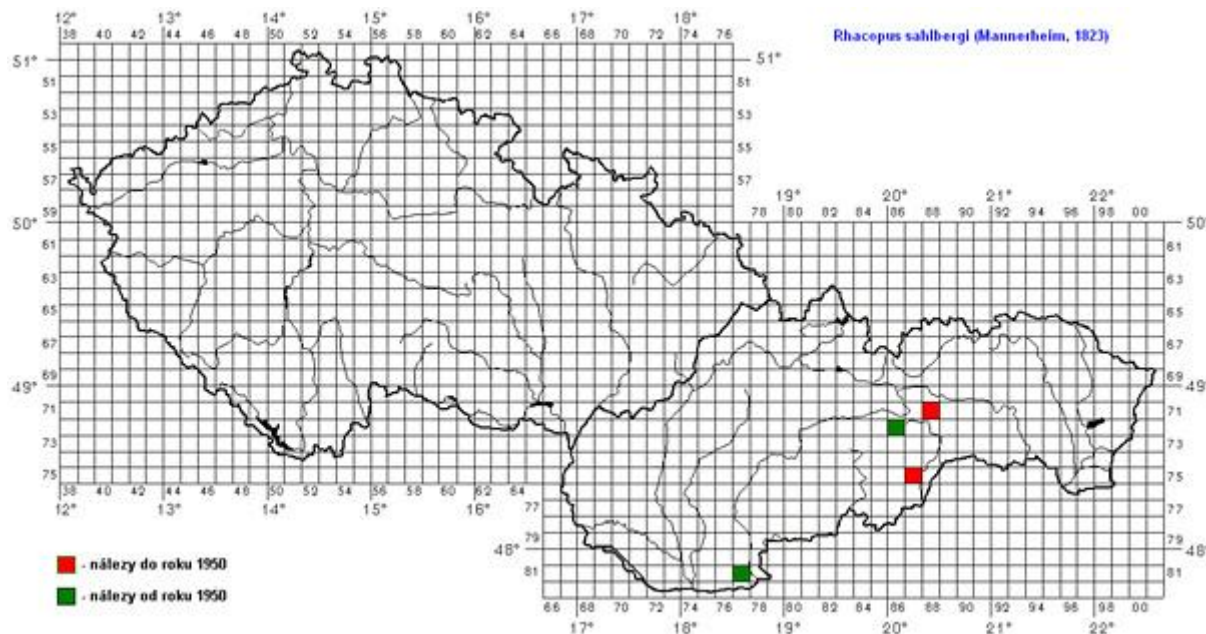 12° 13° 14° 15° 16° 17° 18°
38 40 42 44 46 48 50 52 54 56 58 60 62 64 66 68 70 72 74 76
Rhacopus sahlbergi (Mannerheim, 1823)
51° 51°
51 51
53 53
55 55
57 57
19° 20° 21° 22°
59 78 80 82 84 86 88 90 92 94 96 98 00
50° 50°
61 61
63 63
65 65
67 67
69 69
49° 49°
71 71
73 73
75 75
38 40 42 44 46 48 50 52 54 56 58 60 62 64
12° 13° 14° 15° 16°
77 77
79 79
48° 48°
- nálezy do roku 1950
81 81
- nálezy od roku 1950
66 68 70 72 74 76 78 80 82 84 86 88 90 92 94 96 98 00
17° 18° 19° 20° 21° 22°